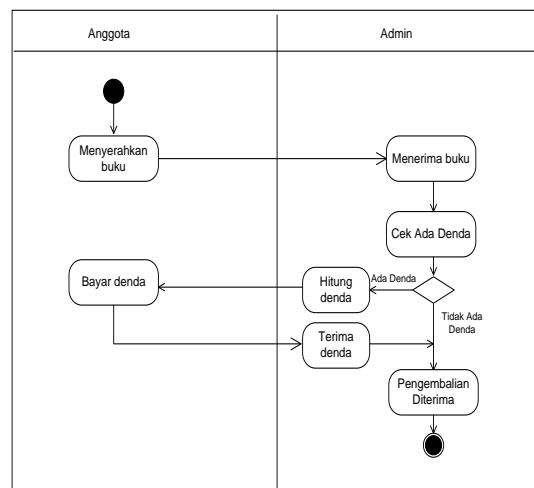 Anggota
Admin
Menyerahkan
buku
Menerima buku
Cek Ada Denda
Bayar denda
Hitung
denda
Ada Denda
Tidak Ada
Denda
Terima
denda
Pengembalian
Diterima